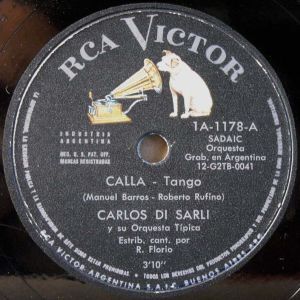 RCA VICTOR
1A-1178-A
SADAIC
Orquesta
Grab. en Argentina
12-G2TB-0041
INDUSTRIA
ARGENTINA
REG. U. S. PAT. OFF.
MARCAS REGISTRADAS
CALLA - Tango
(Manuel Barros - Roberto Rufino)
CARLOS DI SARLI
y su Orquesta Típica
Estrib. cant. por
R. Florio
3'10"
RCA VICTOR ARGENTINA S.A.I.C. BUENOS AIRES